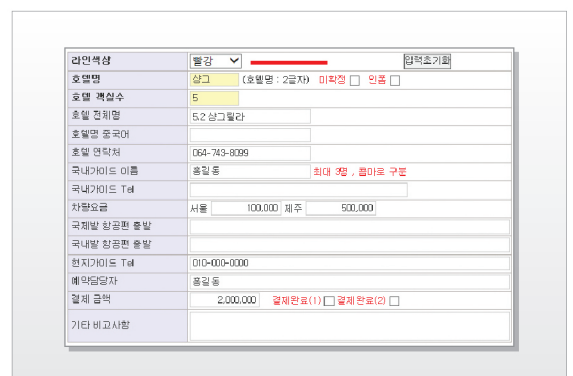 라인색상 빨강 입력초기화
호텔명 샹그 (호텔명 : 2글자) 미확정 인폼
호텔 객실수 5
호텔 전체명 5.2 샹그릴라
호텔명 중국어
호텔 연락처 064-743-8099
국내가이드 이름 홍길동 최대 3명 , 콤마로 구분
국내가이드 Tel
차량요금 서울 100,000 제주 500,000
국제발 항공편 출발
국내발 항공편 출발
현지가이드 Tel 010-000-0000
예약담당자 홍길동
결제 금액 2,000,000 결제완료(1) 결제완료(2)
기타 비고사항